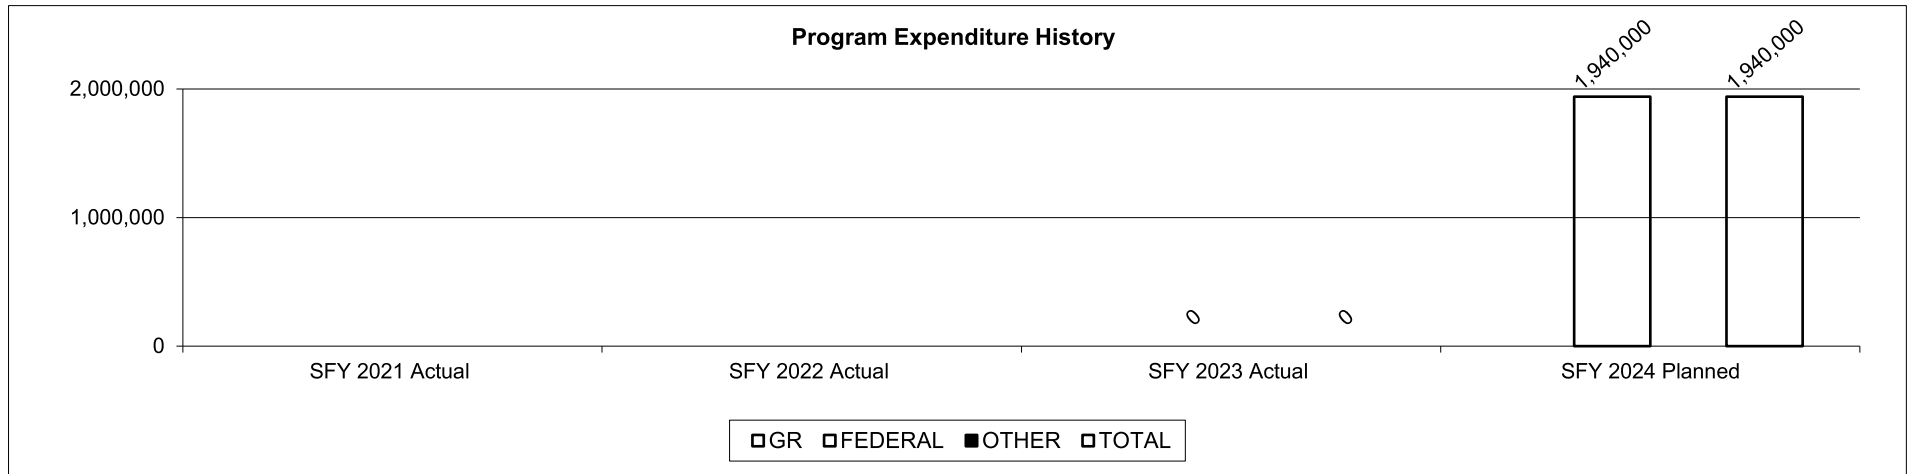 Program Expenditure History
1,940,000
1,940,000
2,000,000
1,000,000
0
0
0
SFY 2021 Actual
SFY 2022 Actual
SFY 2023 Actual
SFY 2024 Planned
GR FEDERAL OTHER TOTAL